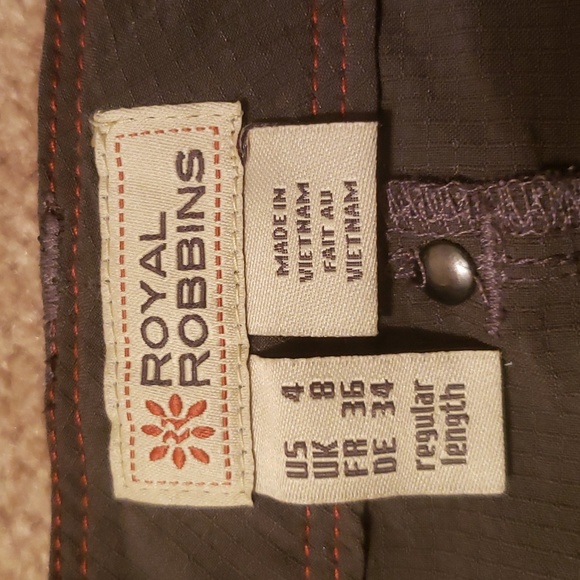 ROYAL
ROBBINS
MADE IN
VIETNAM
FAIT AU
VIETNAM
US 4
UK 8
FR 36
DE 34
regular
length